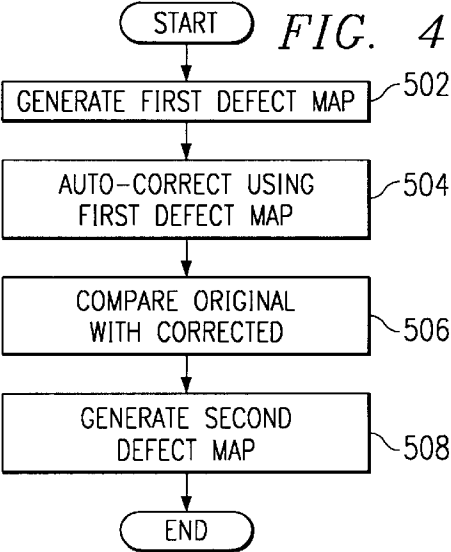 START
FIG. 4
GENERATE FIRST DEFECT MAP
502
AUTO-CORRECT USING
FIRST DEFECT MAP
504
COMPARE ORIGINAL
WITH CORRECTED
506
GENERATE SECOND
DEFECT MAP
508
END